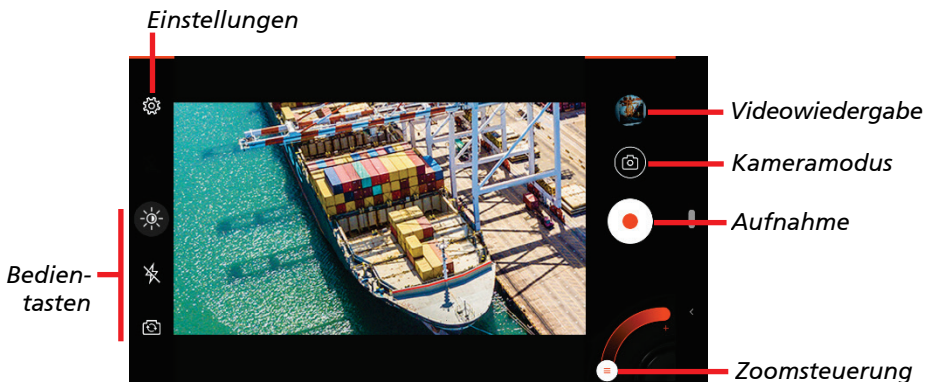 Einstellungen
Videowiedergabe
Kameramodus
Aufnahme
Bedien-
tasten
Zoomsteuerung